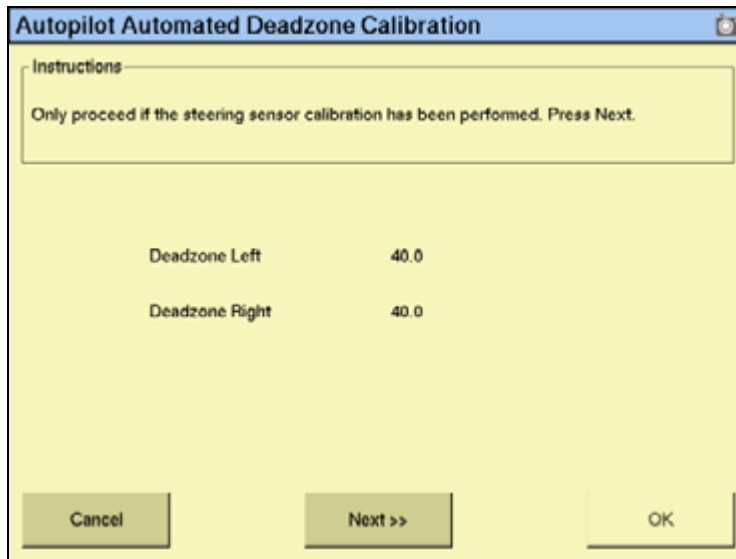 Autopilot Automated Deadzone Calibration
Instructions
Only proceed if the steering sensor calibration has been performed. Press Next.
Deadzone Left 40.0
Deadzone Right 40.0
Cancel Next >> OK